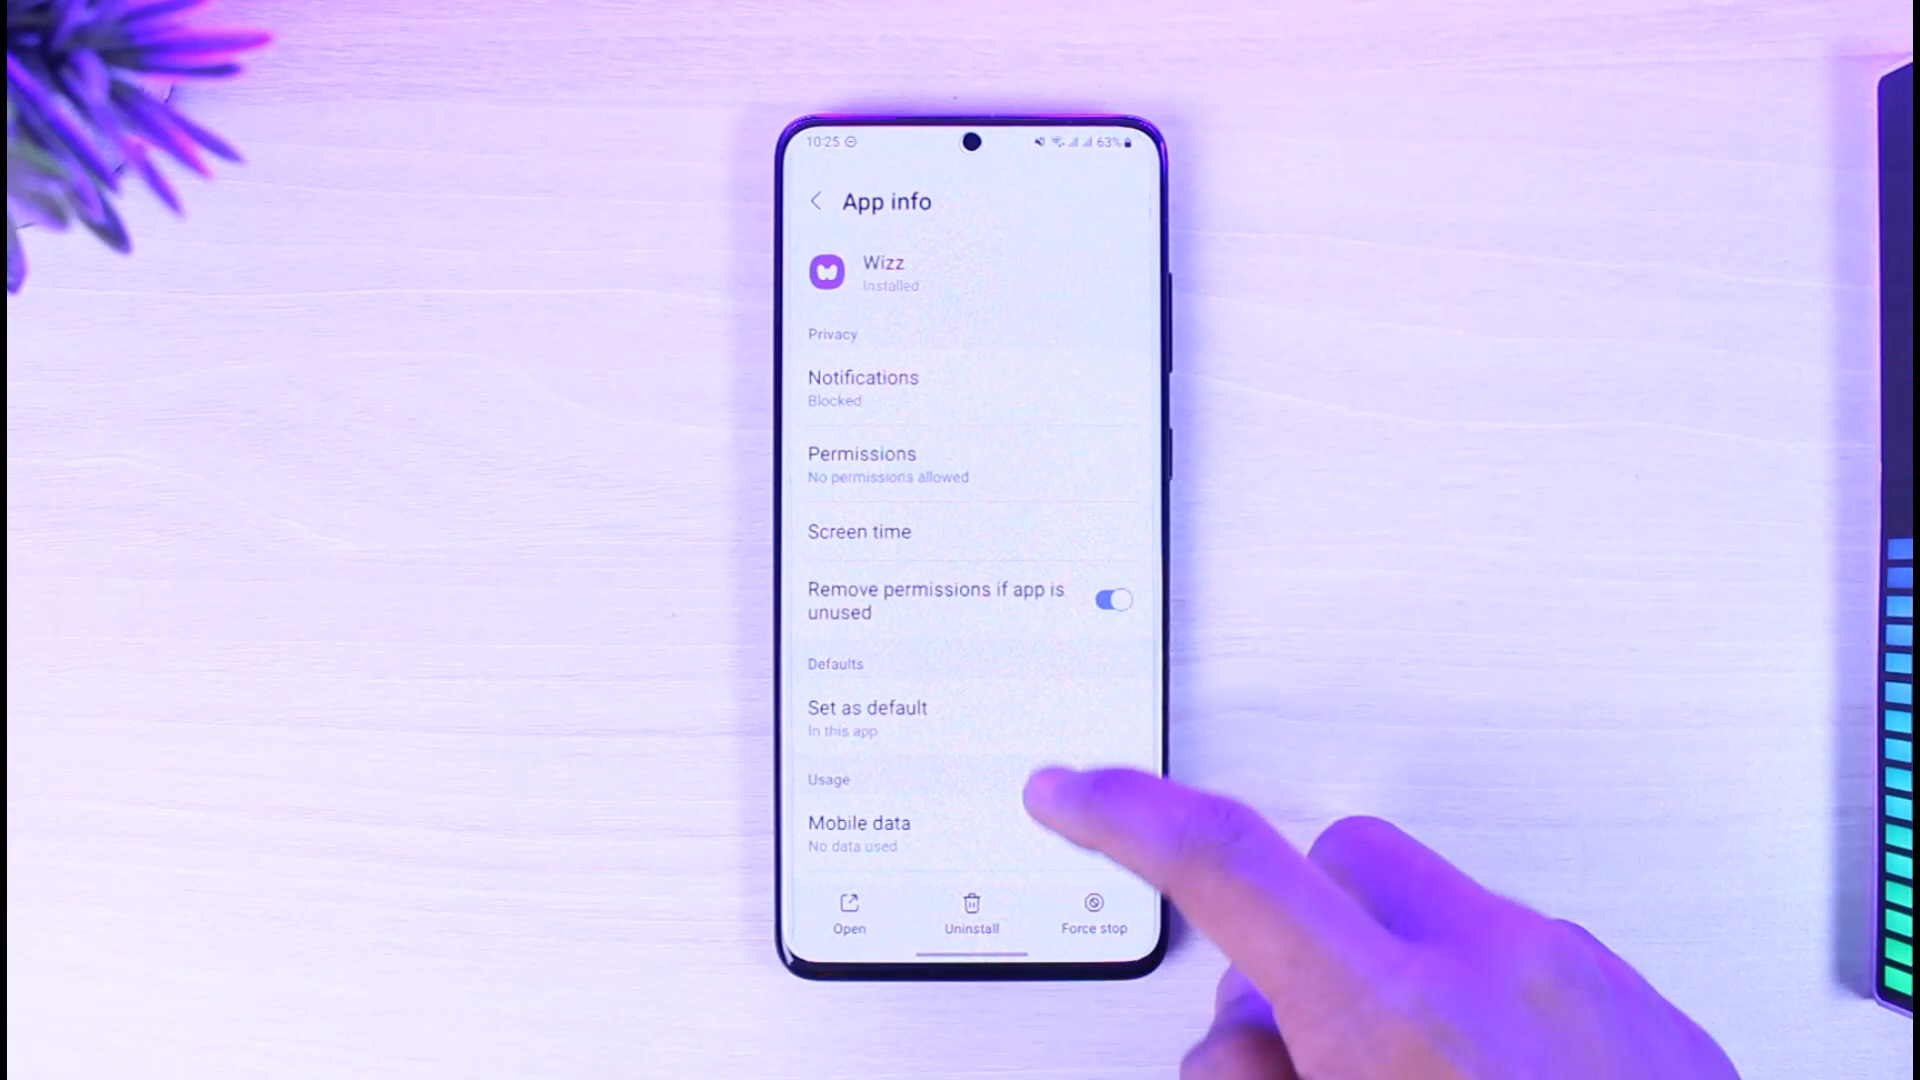 10:25
63%
App info
Wizz
Installed
Privacy
Notifications
Blocked
Permissions
No permissions allowed
Screen time
Remove permissions if app is
unused
Defaults
Set as default
In this app
Usage
Mobile data
No data used
Open
Uninstall
Force stop